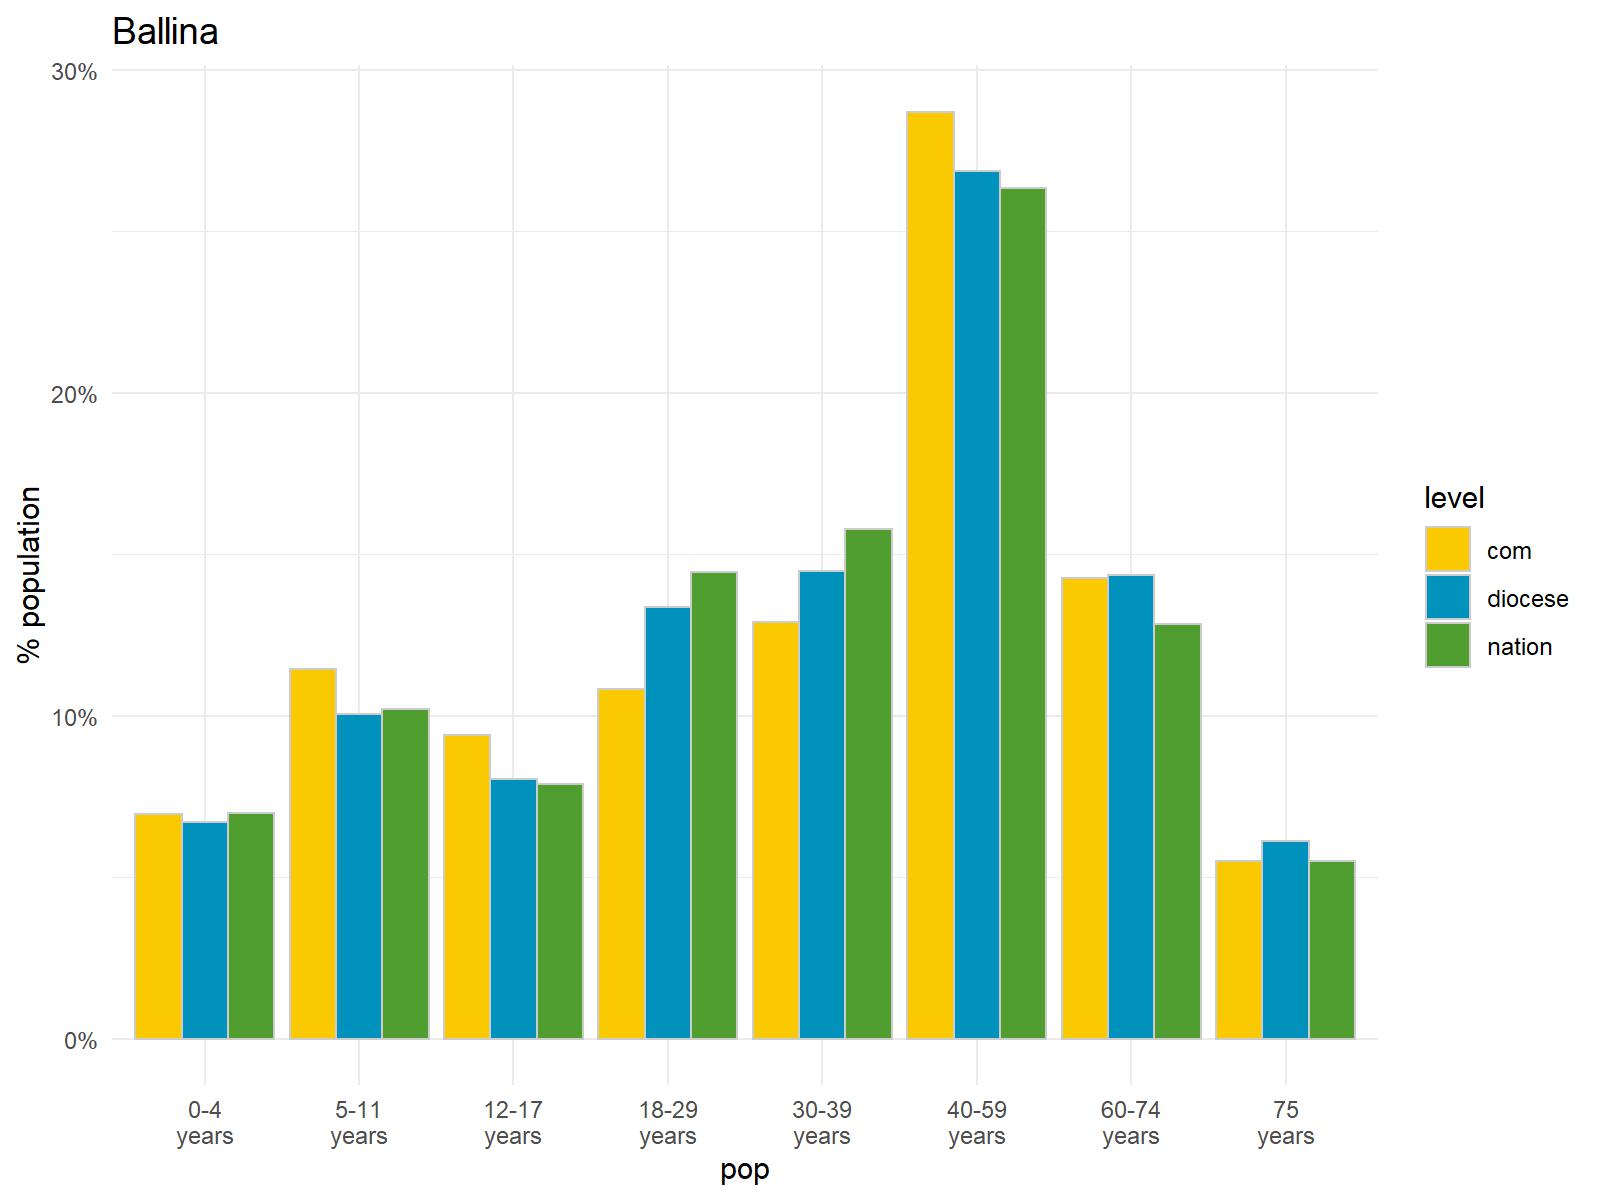 Ballina
30%
20%
10%
0%
% population
0-4
years
5-11
years
12-17
years
18-29
years
30-39
years
40-59
years
60-74
years
75
years
pop
level
com
diocese
nation